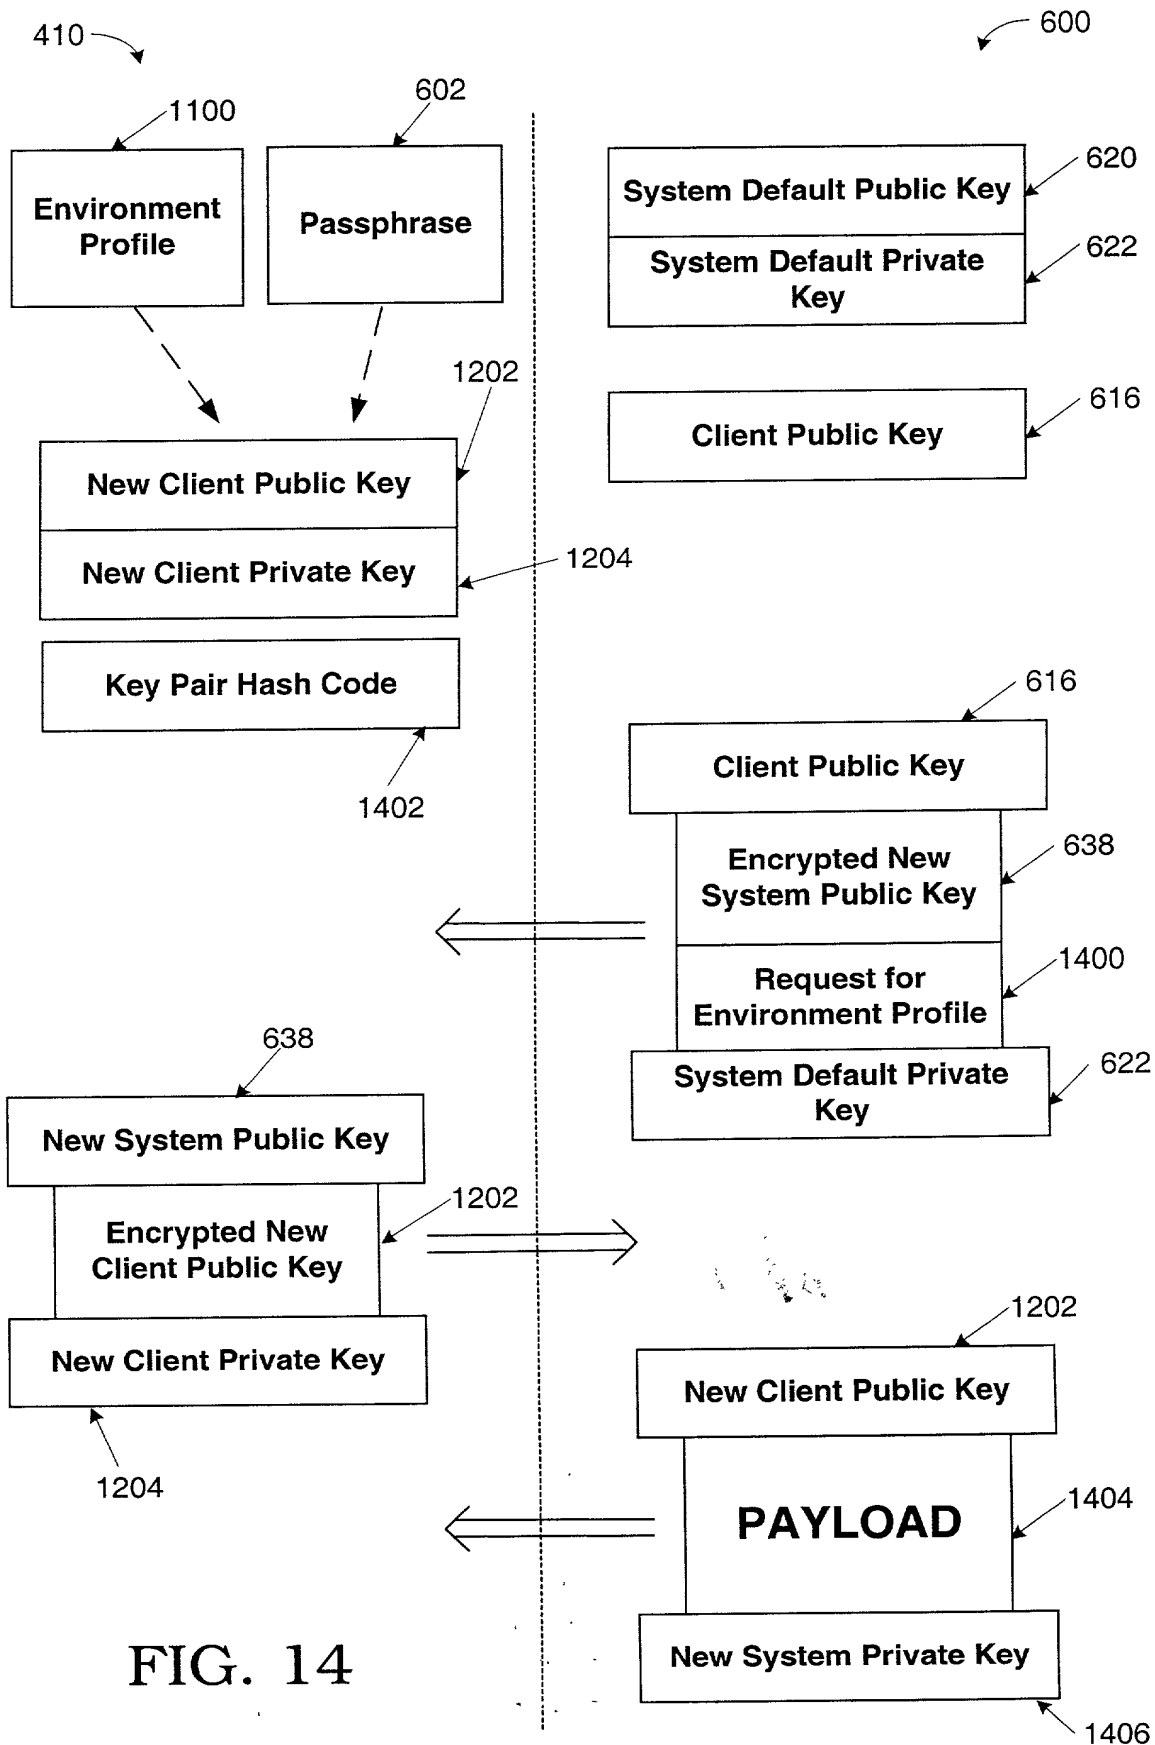 410
600
1100
602
Environment
Profile
Passphrase
620
System Default Public Key
622
System Default Private
Key
1202
616
Client Public Key
New Client Public Key
1204
New Client Private Key
Key Pair Hash Code
1402
616
Client Public Key
638
Encrypted New
System Public Key
1400
Request for
Environment Profile
622
System Default Private
Key
638
New System Public Key
1202
Encrypted New
Client Public Key
New Client Private Key
1204
1202
New Client Public Key
1404
PAYLOAD
New System Private Key
1406
FIG. 14